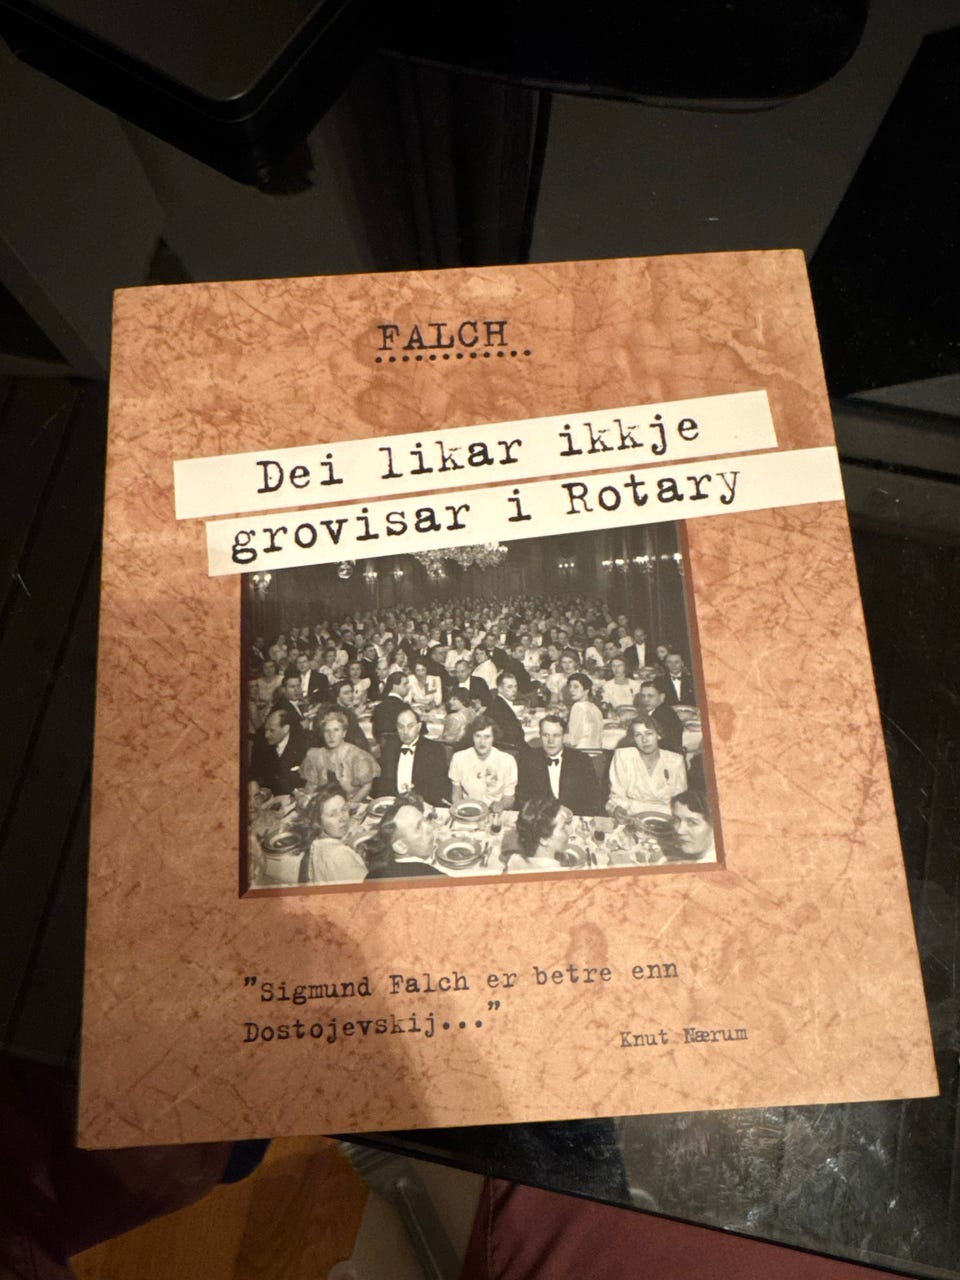 FALCH
Dei likar ikkje
grovisar i Rotary
"Sigmund Falch er betre enn
Dostojevskij..."
Knut Nærum